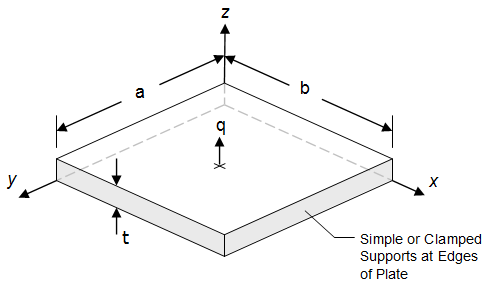 z
a
b
q
y
x
t
Simple or Clamped
Supports at Edges
of Plate